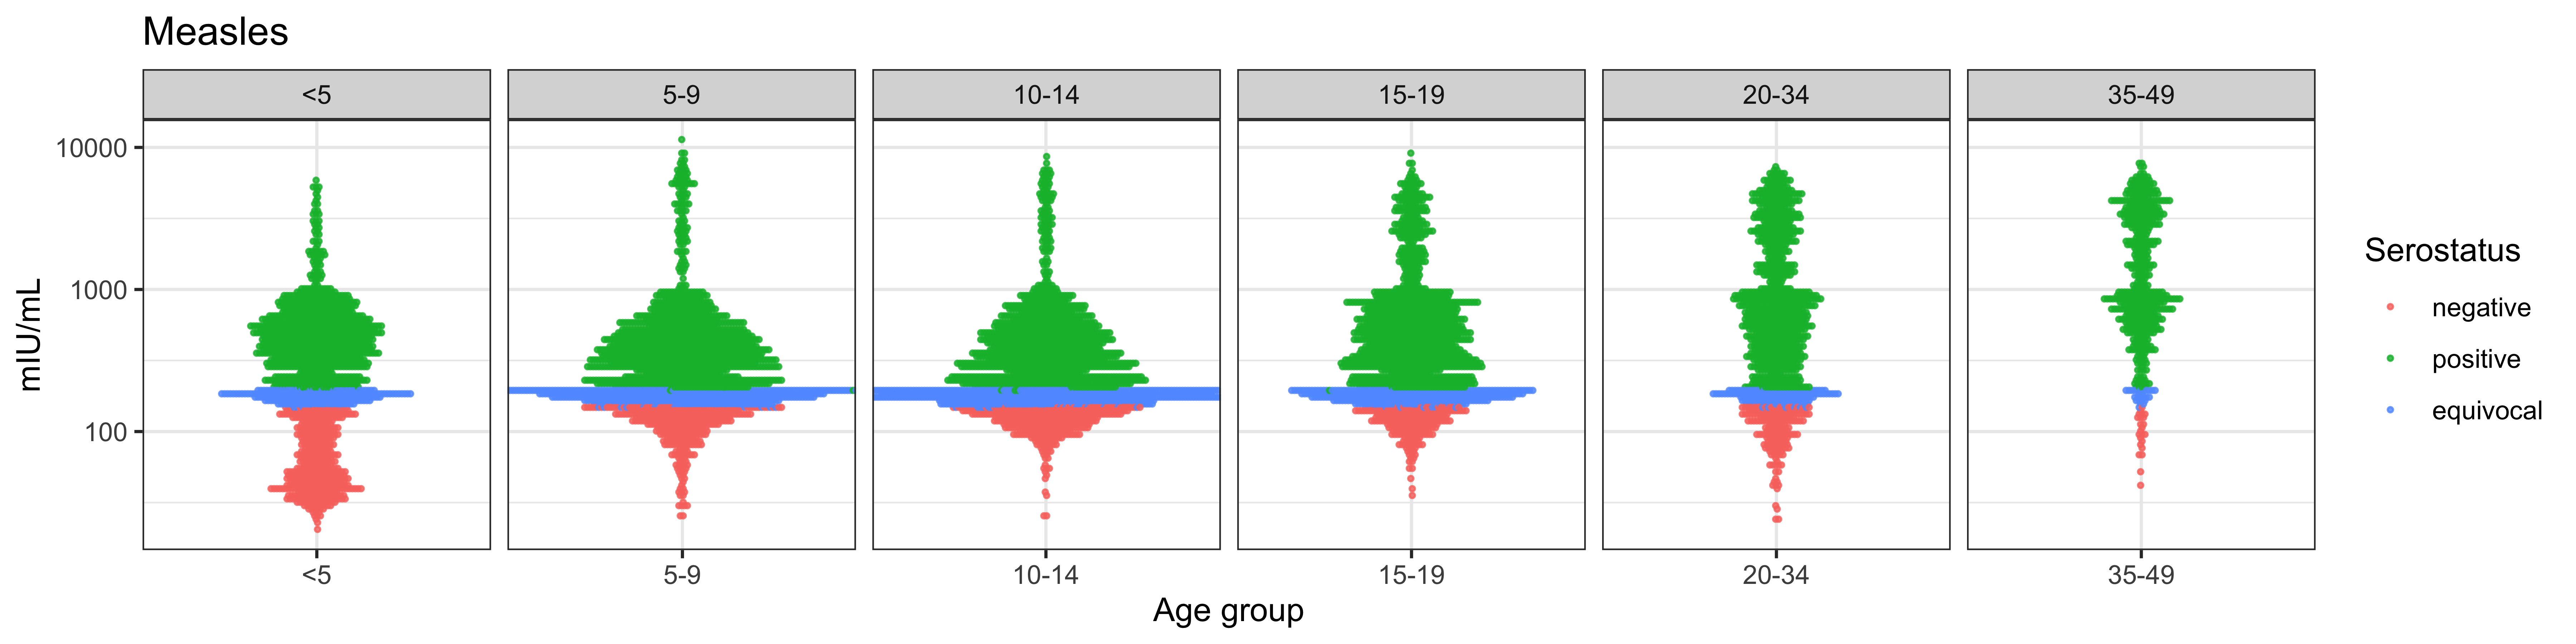 Measles
<5 5-9 10-14 15-19 20-34 35-49
10000
1000
100
mIU/mL
<5 5-9 10-14 15-19 20-34 35-49
Age group
Serostatus
negative
positive
equivocal